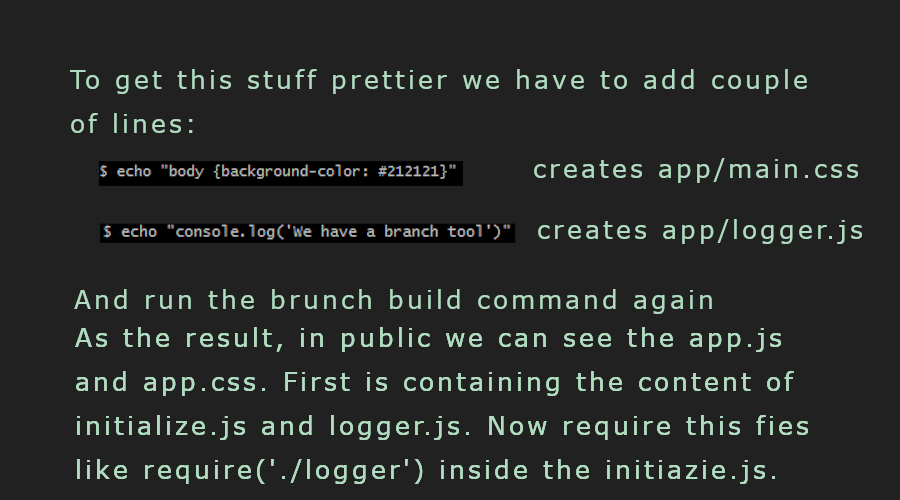 To get this stuff prettier we have to add couple
of lines:
$ echo "body {background-color: #212121}" creates app/main.css
$ echo "console.log('We have a branch tool')" creates app/logger.js
And run the brunch build command again
As the result, in public we can see the app.js
and app.css. First is containing the content of
initialize.js and logger.js. Now require this fies
like require('./logger') inside the initiazie.js.